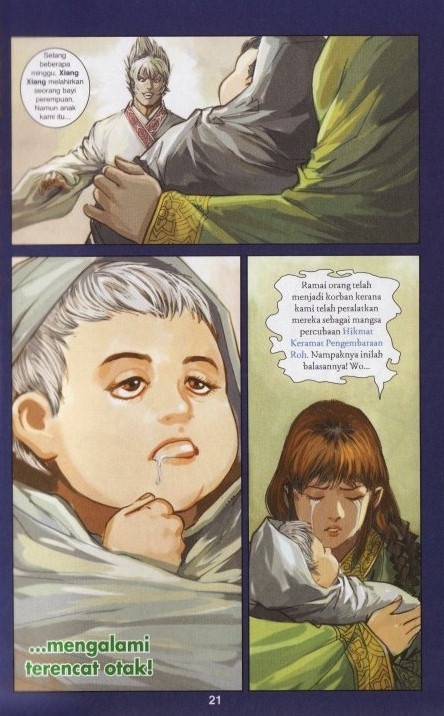 Selang
beberapa
minggu, Xiang
Xiang melahirkan
seorang bayi
perempuan.
Namun anak
kami itu...
...mengalami
terencat otak!
Ramai orang telah
menjadi korban kerana
kami telah peralatkan
mereka sebagai mangsa
percubaan Hikmat
Keramat Pengembaraan
Roh. Nampaknya inilah
balasannya! Wo...
21